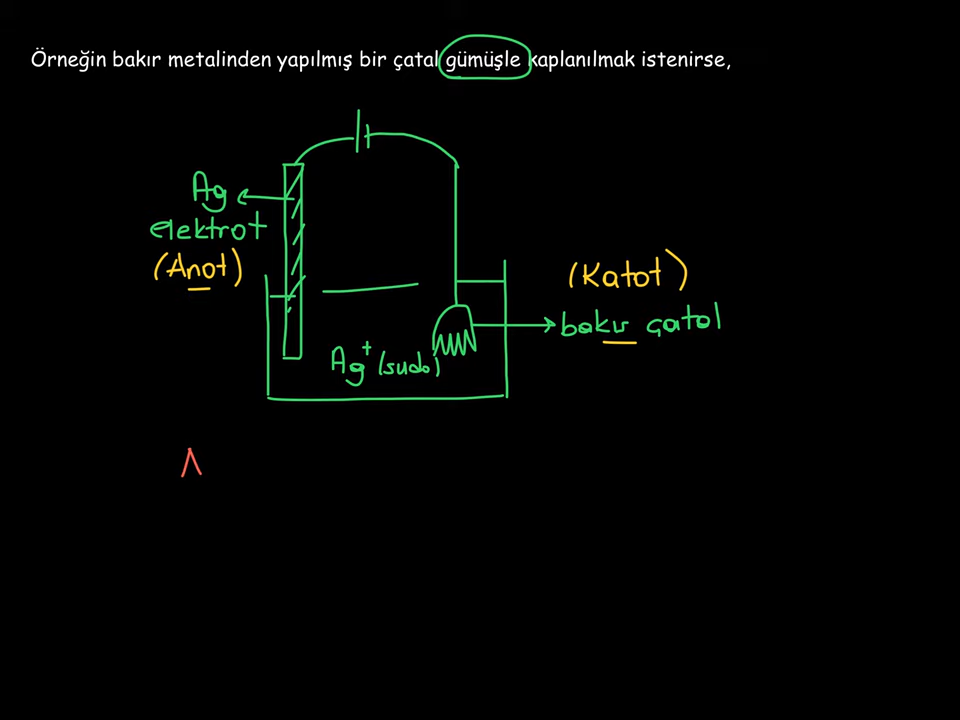 Örneğin bakır metalinden yapılmış bir çatal gümüşle kaplanılmak istenirse,
Ag
elektrot
(Anot)
(Katot)
bakır çatal
Ag+ (suda)